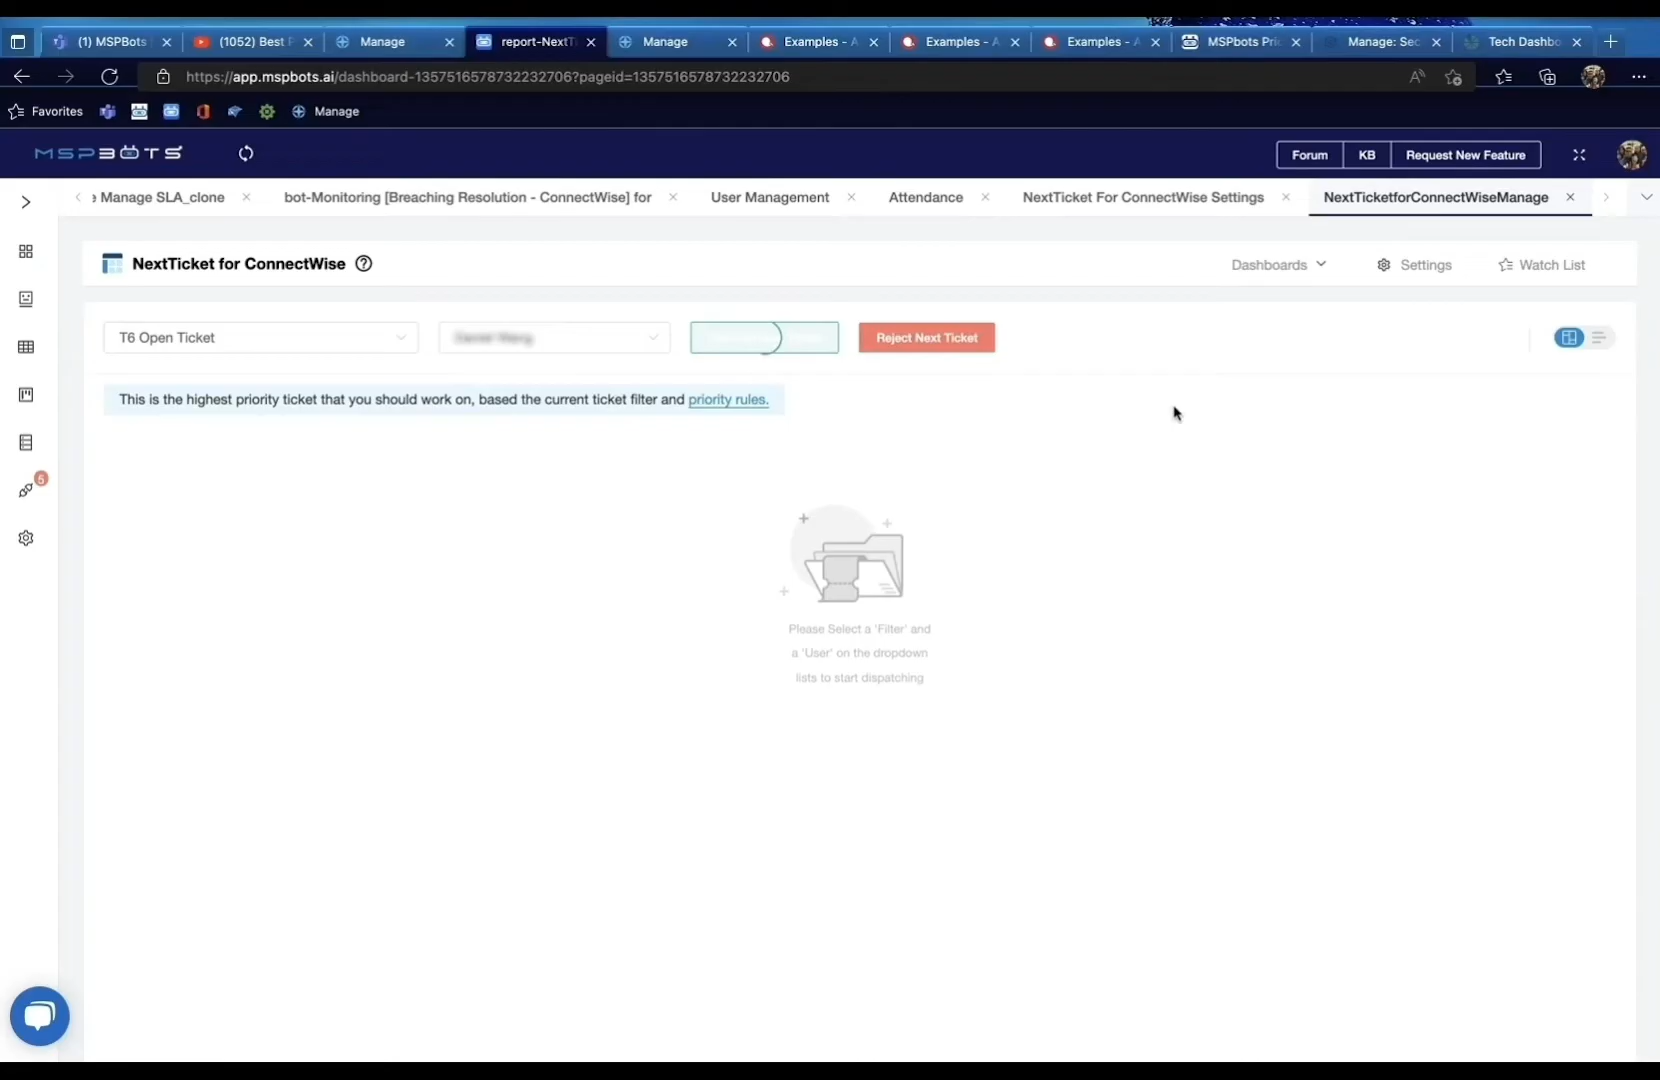 (1) MSPBots
(1052) Best P
Manage
report-NextTi
Manage
Examples - A
Examples - A
Examples - A
MSPbots Pric
Manage: Sec
Tech Dashbo
https://app.mspbots.ai/dashboard-1357516578732232706?pageid=1357516578732232706
Favorites
Manage
MSPBOTS
Forum
KB
Request New Feature
e Manage SLA_clone
bot-Monitoring [Breaching Resolution - ConnectWise] for
User Management
Attendance
NextTicket For ConnectWise Settings
NextTicketforConnectWiseManage
NextTicket for ConnectWise
Dashboards
Settings
Watch List
T6 Open Ticket
Reject Next Ticket
This is the highest priority ticket that you should work on, based the current ticket filter and priority rules.
5
Please Select a 'Filter' and
a 'User' on the dropdown
lists to start dispatching